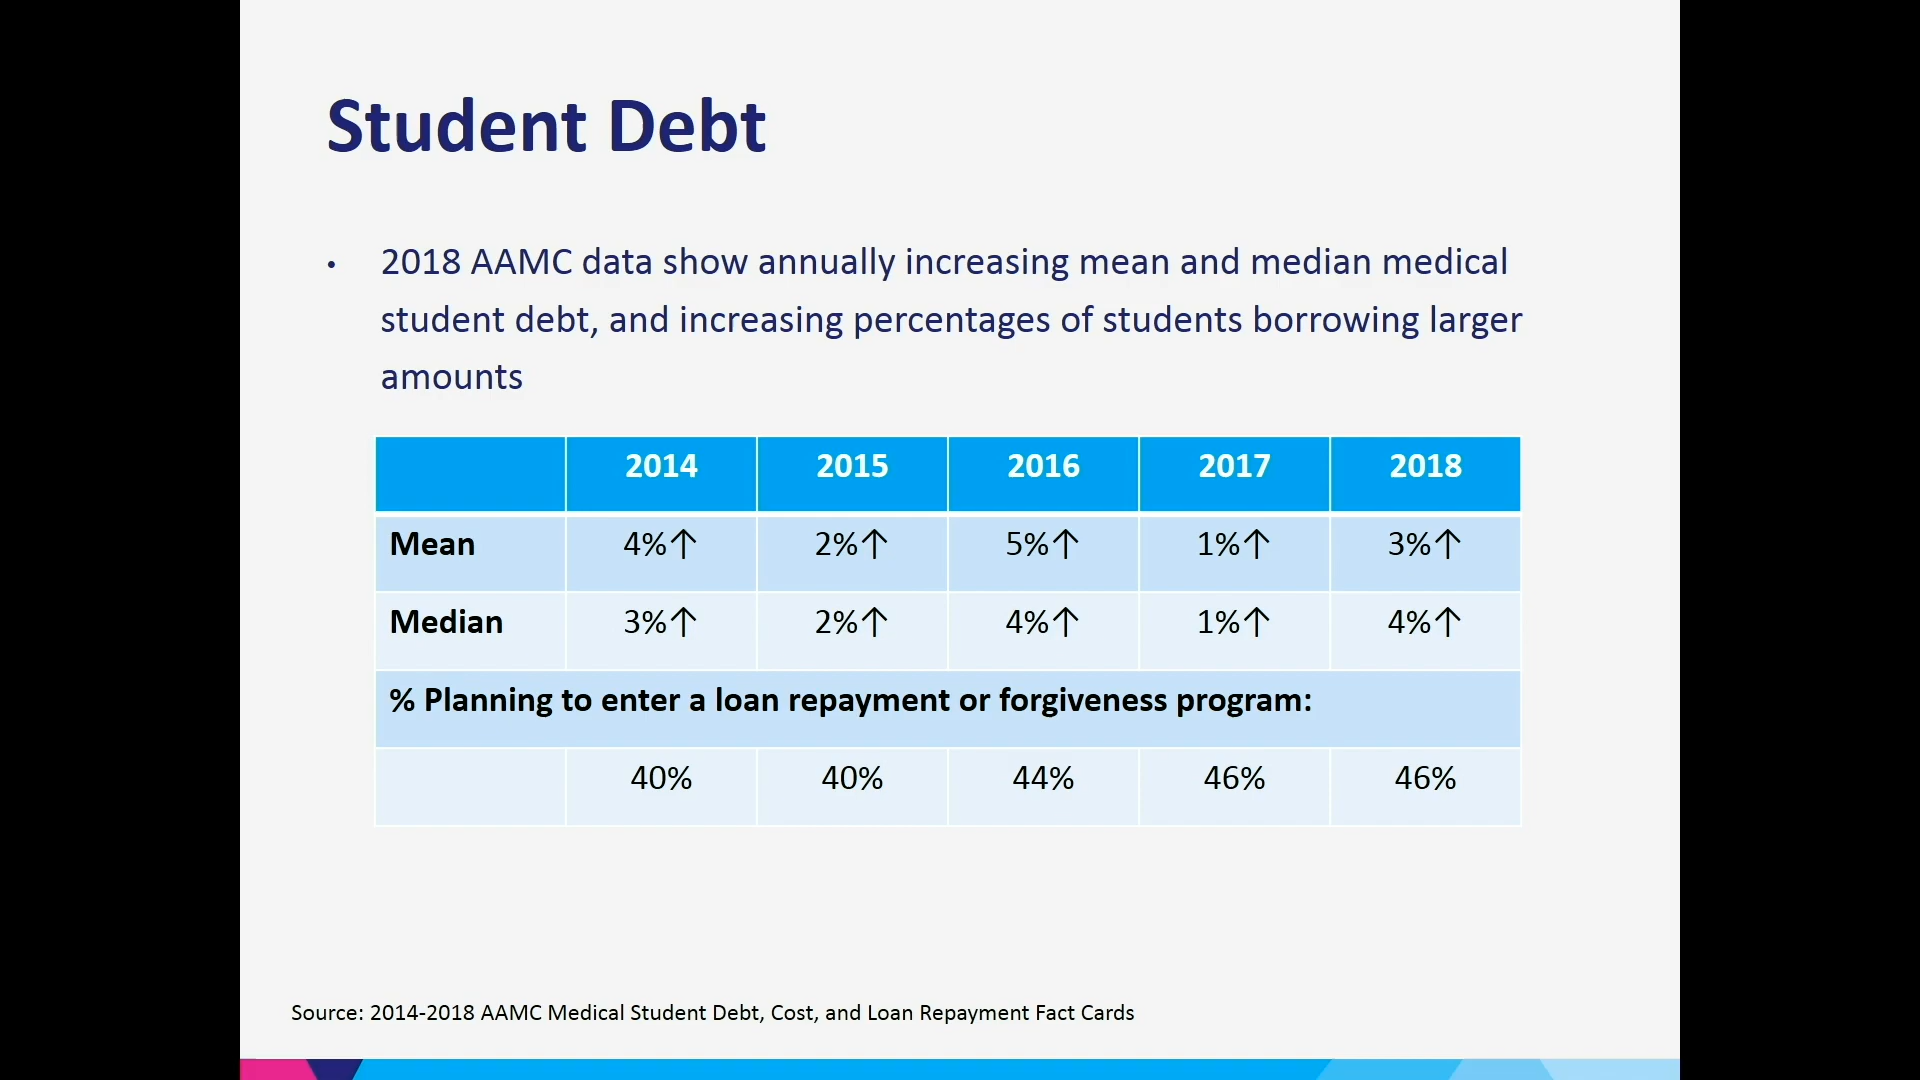 Student Debt
• 2018 AAMC data show annually increasing mean and median medical
student debt, and increasing percentages of students borrowing larger
amounts
2014 2015 2016 2017 2018
Mean 4%↑ 2%↑ 5%↑ 1%↑ 3%↑
Median 3%↑ 2%↑ 4%↑ 1%↑ 4%↑
% Planning to enter a loan repayment or forgiveness program:
40% 40% 44% 46% 46%
Source: 2014-2018 AAMC Medical Student Debt, Cost, and Loan Repayment Fact Cards